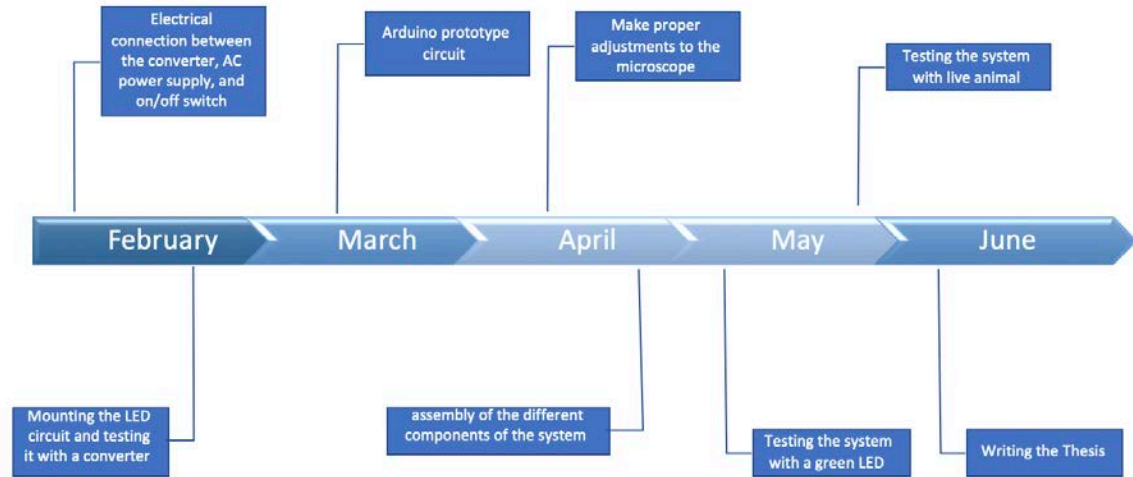 Electrical
connection between
the converter, AC
power supply, and
on/off switch
Arduino prototype
circuit
Make proper
adjustments to the
microscope
Testing the system
with live animal
February
March
April
May
June
Mounting the LED
circuit and testing
it with a converter
assembly of the different
components of the system
Testing the system
with a green LED
Writing the Thesis